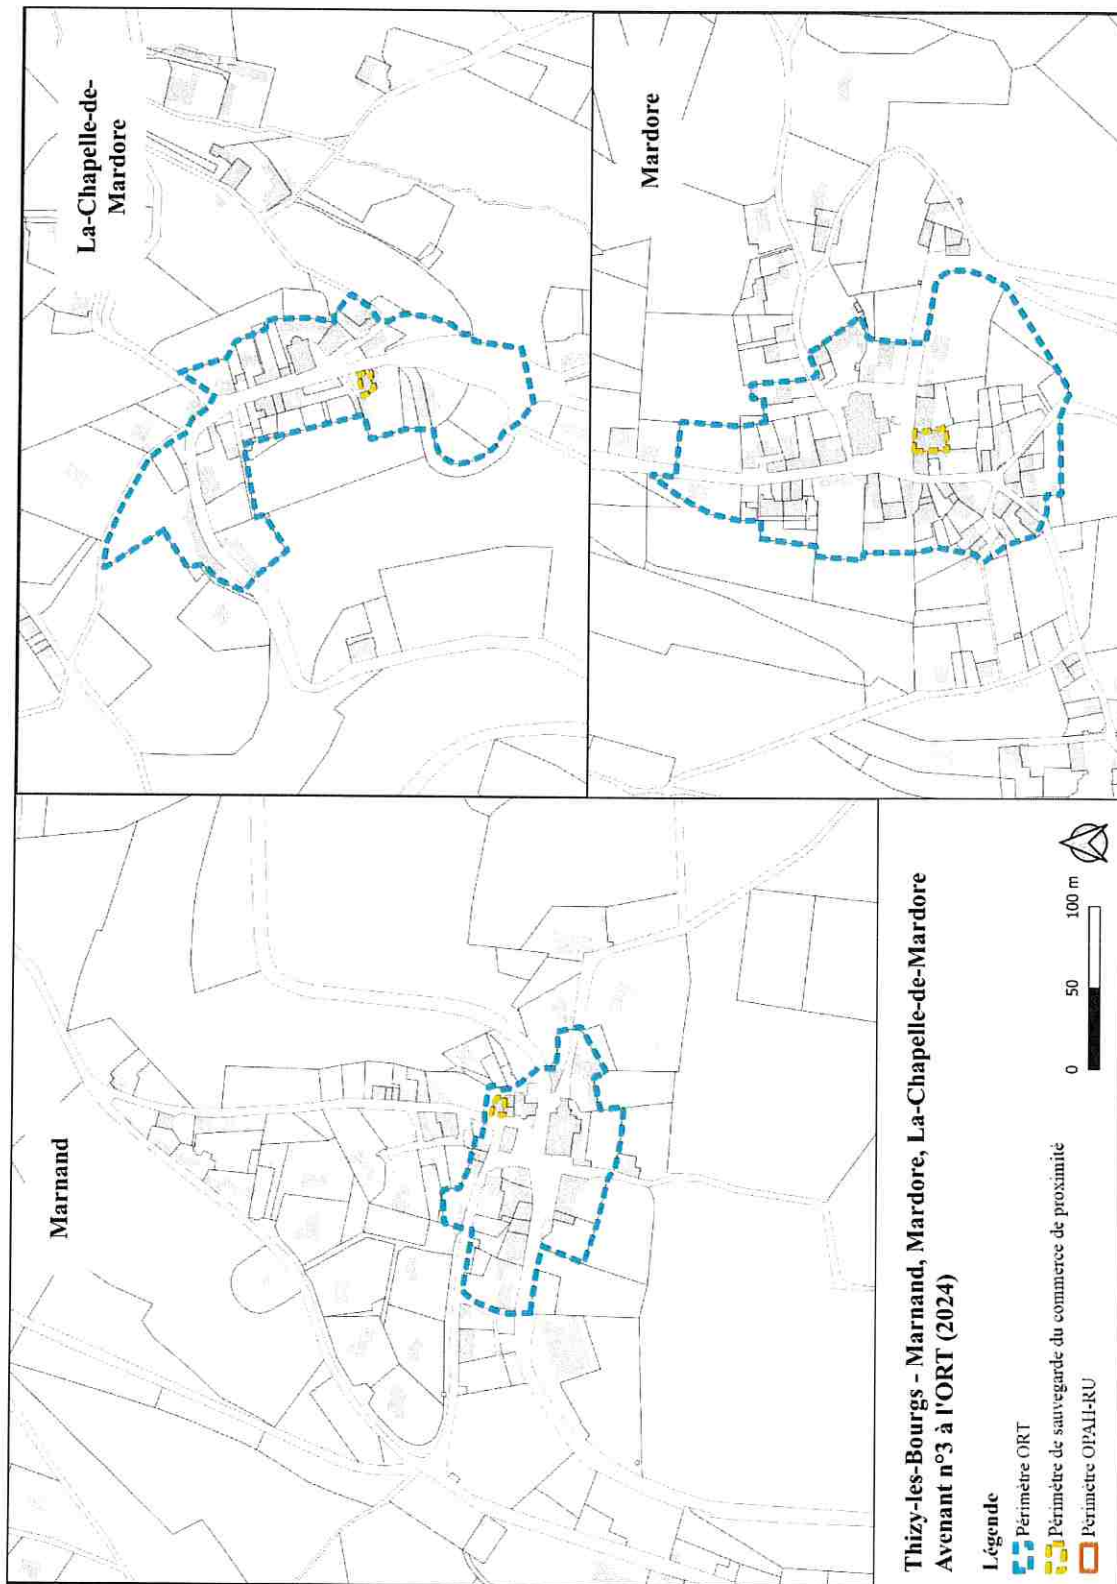 Marnand
La-Chapelle-de-
Mardore
Mardore
Thizy-les-Bourgs - Marnand, Mardore, La-Chapelle-de-Mardore
Avenant n°3 à l'ORT (2024)
Légende
Périmètre ORT
Périmètre de sauvegarde du commerce de proximité
Périmètre OPAH-RU
0 50 100 m